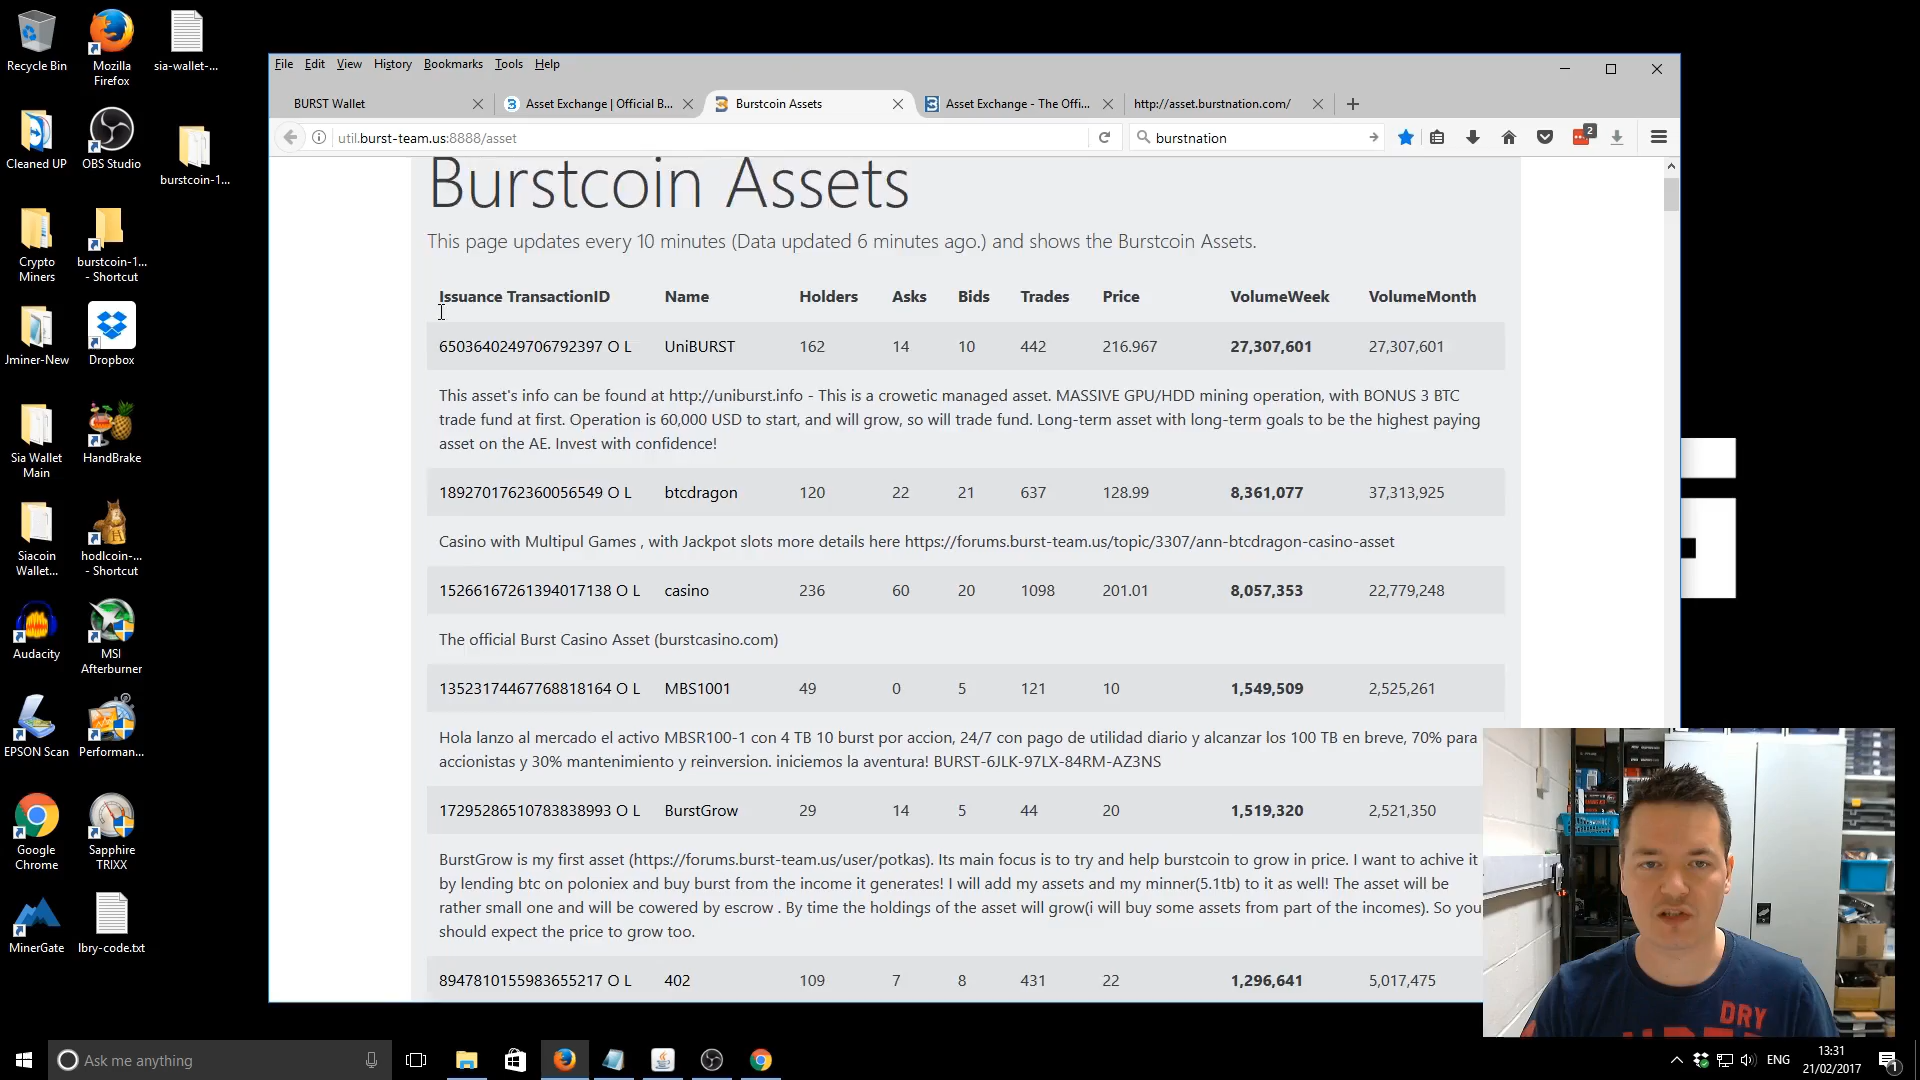 Recycle Bin
Mozilla
Firefox
sia-wallet-...
Cleaned UP
OBS Studio
burstcoin-1...
Crypto
Miners
burstcoin-1...
- Shortcut
Jminer-New
Dropbox
Sia Wallet
Main
HandBrake
Siacoin
Wallet...
hodlcoin-...
- Shortcut
Audacity
MSI
Afterburner
EPSON Scan
Performan...
Google
Chrome
Sapphire
TRIXX
MinerGate
lbry-code.txt
File Edit View History Bookmarks Tools Help
BURST Wallet
Asset Exchange | Official B...
Burstcoin Assets
Asset Exchange - The Offi...
http://asset.burstnation.com/
util.burst-team.us:8888/asset
burstnation
2
Burstcoin Assets
This page updates every 10 minutes (Data updated 6 minutes ago.) and shows the Burstcoin Assets.
Issuance TransactionID Name Holders Asks Bids Trades Price VolumeWeek VolumeMonth
6503640249706792397 O L UniBURST 162 14 10 442 216.967 27,307,601 27,307,601
This asset's info can be found at http://uniburst.info - This is a crowetic managed asset. MASSIVE GPU/HDD mining operation, with BONUS 3 BTC
trade fund at first. Operation is 60,000 USD to start, and will grow, so will trade fund. Long-term asset with long-term goals to be the highest paying
asset on the AE. Invest with confidence!
1892701762360056549 O L btcdragon 120 22 21 637 128.99 8,361,077 37,313,925
Casino with Multipul Games , with Jackpot slots more details here https://forums.burst-team.us/topic/3307/ann-btcdragon-casino-asset
15266167261394017138 O L casino 236 60 20 1098 201.01 8,057,353 22,779,248
The official Burst Casino Asset (burstcasino.com)
13523174467768818164 O L MBS1001 49 0 5 121 10 1,549,509 2,525,261
Hola lanzo al mercado el activo MBSR100-1 con 4 TB 10 burst por accion, 24/7 con pago de utilidad diario y alcanzar los 100 TB en breve, 70% para
accionistas y 30% mantenimiento y reinversion. iniciemos la aventura! BURST-6JLK-97LX-84RM-AZ3NS
17295286510783838993 O L BurstGrow 29 14 5 44 20 1,519,320 2,521,350
BurstGrow is my first asset (https://forums.burst-team.us/user/potkas). Its main focus is to try and help burstcoin to grow in price. I want to achive it
by lending btc on poloniex and buy burst from the income it generates! I will add my assets and my minner(5.1tb) to it as well! The asset will be
rather small one and will be cowered by escrow . By time the holdings of the asset will grow(i will buy some assets from part of the incomes). So you
should expect the price to grow too.
8947810155983655217 O L 402 109 7 8 431 22 1,296,641 5,017,475
DRY
Ask me anything
ENG
13:31
21/02/2017
1